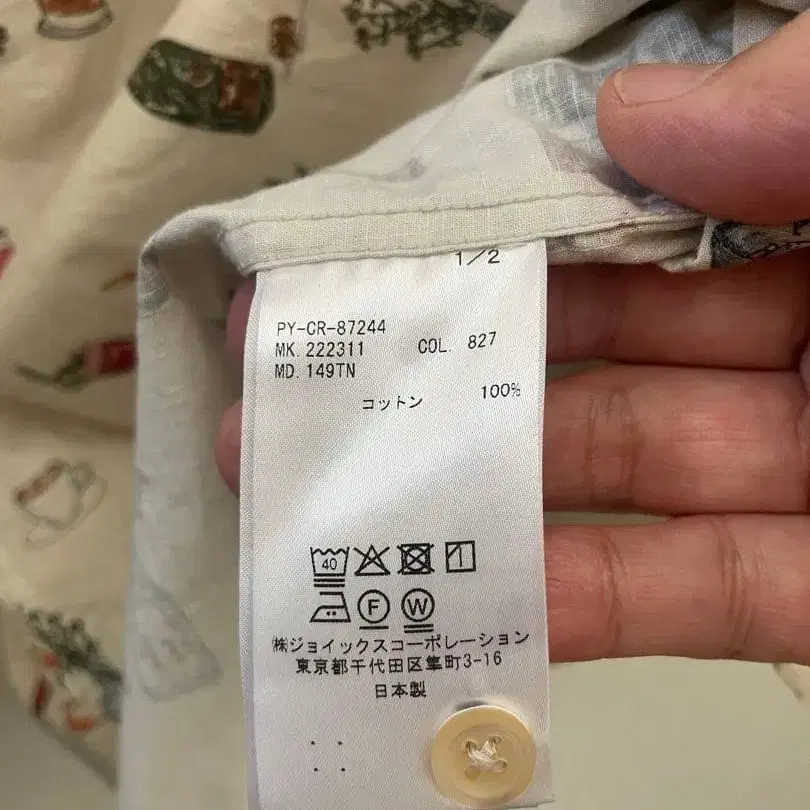 1/2
PY-CR-87244
MK. 222311 COL. 827
MD. 149TN
コットン 100%
40
F W
㈱ジョイックスコーポレーション
東京都千代田区隼町3-16
日本製